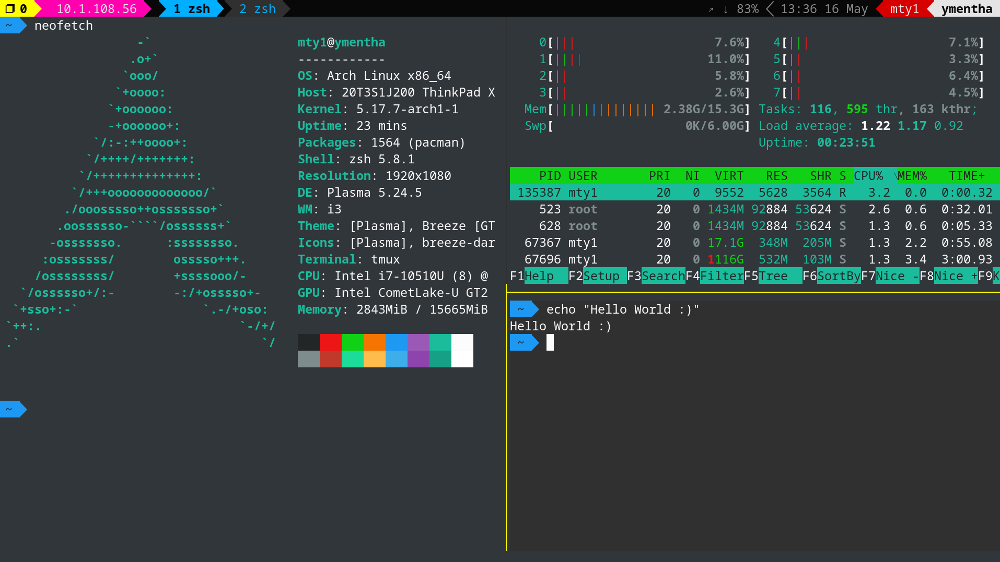 0 10.1.108.56 1 zsh 2 zsh ↗ ↓ 83% 13:36 16 May mty1 ymentha
~ neofetch
-`
.o+`
`ooo/
`+oooo:
`+oooooo:
-+oooooo+:
`/:-:++oooo+:
`/++++/+++++++:
`/++++++++++++++:
`/+++ooooooooooooo/`
./ooosssso++osssssso+`
.oossssso-````/ossssss+`
-osssssso. :ssssssso.
:osssssss/ osssso+++.
/ossssssss/ +ssssooo/-
`/ossssso+/:- -:/+osssso+-
`+sso+:-` `.-/+oso:
`++:. `-/+/
.` `/
mty1@ymentha
------------
OS: Arch Linux x86_64
Host: 20T3S1J200 ThinkPad X
Kernel: 5.17.7-arch1-1
Uptime: 23 mins
Packages: 1564 (pacman)
Shell: zsh 5.8.1
Resolution: 1920x1080
DE: Plasma 5.24.5
WM: i3
Theme: [Plasma], Breeze [GT
Icons: [Plasma], breeze-dar
Terminal: tmux
CPU: Intel i7-10510U (8) @
GPU: Intel CometLake-U GT2
Memory: 2843MiB / 15665MiB
~
0[||| 7.6%] 4[||| 7.1%]
1[|||| 11.0%] 5[|| 3.3%]
2[|| 5.8%] 6[|| 6.4%]
3[|| 2.6%] 7[|| 4.5%]
Mem[|||||||||||||| 2.38G/15.3G] Tasks: 116, 595 thr, 163 kthr;
Swp[ 0K/6.00G] Load average: 1.22 1.17 0.92
Uptime: 00:23:51
PID USER PRI NI VIRT RES SHR S CPU% ▽MEM% TIME+
135387 mty1 20 0 9552 5628 3564 R 3.2 0.0 0:00.32
523 root 20 0 1434M 92884 53624 S 2.6 0.6 0:32.01
628 root 20 0 1434M 92884 53624 S 1.3 0.6 0:05.33
67367 mty1 20 0 17.1G 348M 205M S 1.3 2.2 0:55.08
67696 mty1 20 0 1116G 532M 103M S 1.3 3.4 3:00.93
F1Help F2Setup F3SearchF4FilterF5Tree F6SortByF7Nice -F8Nice +F9K
~ echo "Hello World :)"
Hello World :)
~